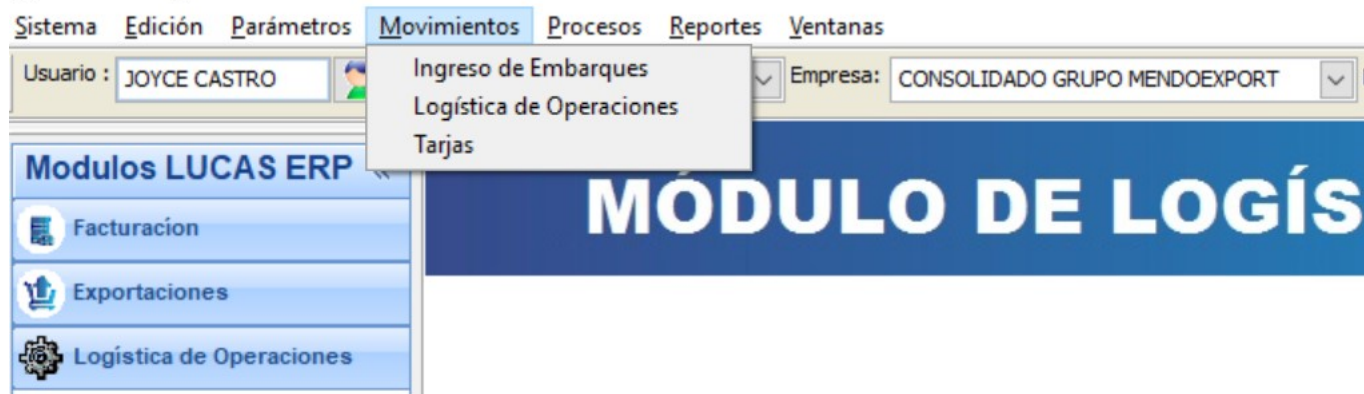 Sistema Edición Parámetros Movimientos Procesos Reportes Ventanas
Usuario : JOYCE CASTRO Empresa: CONSOLIDADO GRUPO MENDOEXPORT
Ingreso de Embarques
Logística de Operaciones
Tarjas
Modulos LUCAS ERP
MÓDULO DE LOGÍS
Facturacíon
Exportaciones
Logística de Operaciones